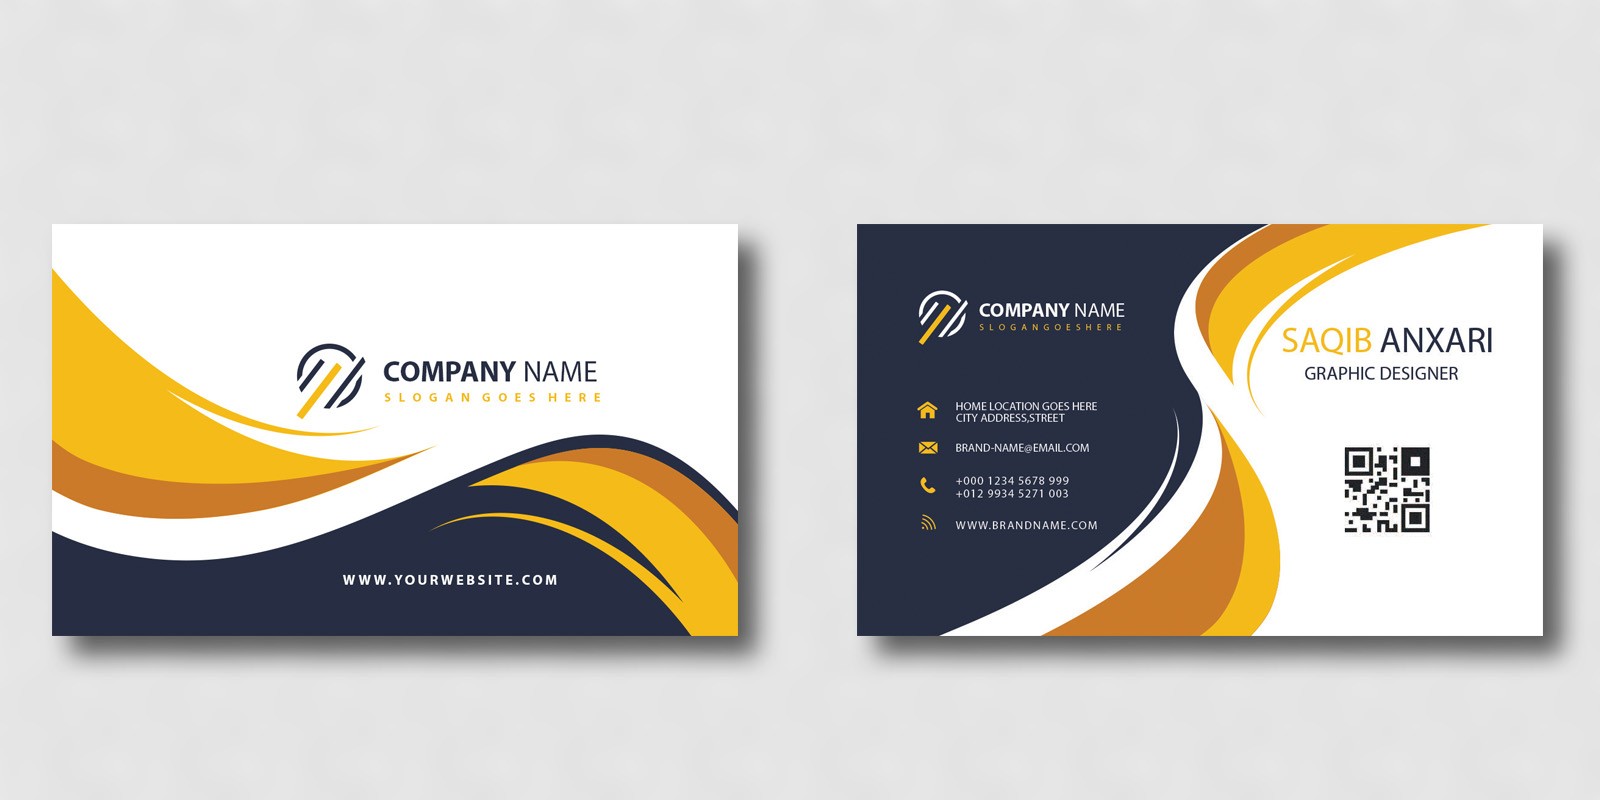 COMPANY NAME
SLOGAN GOES HERE
WWW.YOURWEBSITE.COM
COMPANY NAME
SLOGANGOESHERE
HOME LOCATION GOES HERE
CITY ADDRESS,STREET
BRAND-NAME@EMAIL.COM
+000 1234 5678 999
+012 9934 5271 003
WWW.BRANDNAME.COM
SAQIB ANXARI
GRAPHIC DESIGNER